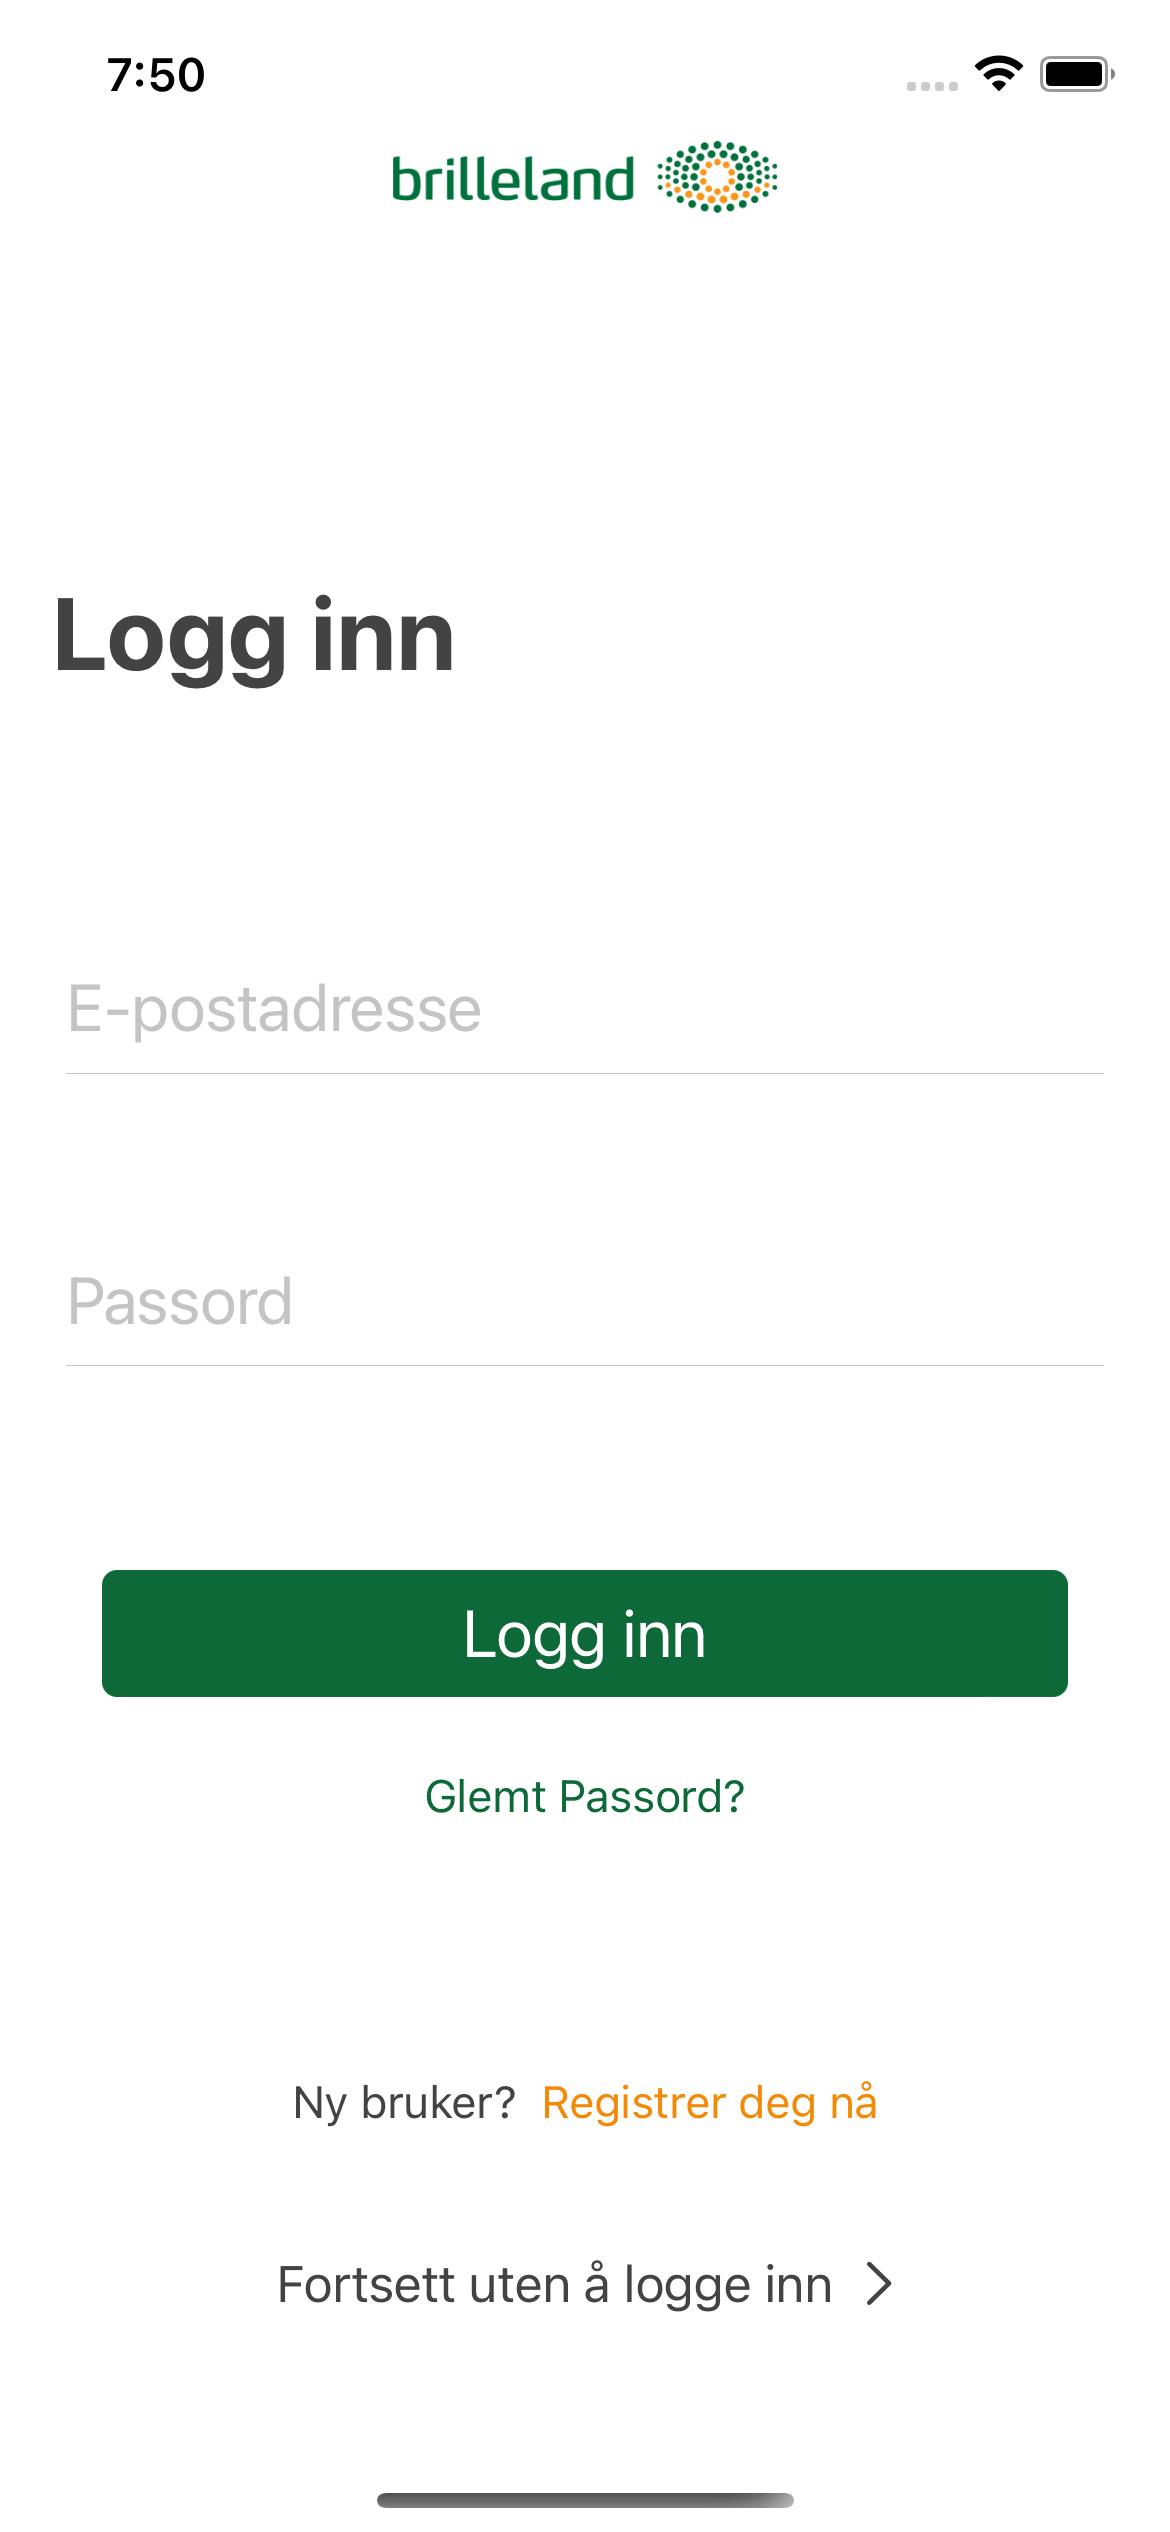 7:50
brilleland
Logg inn
E-postadresse
Passord
Logg inn
Glemt Passord?
Ny bruker? Registrer deg nå
Fortsett uten å logge inn